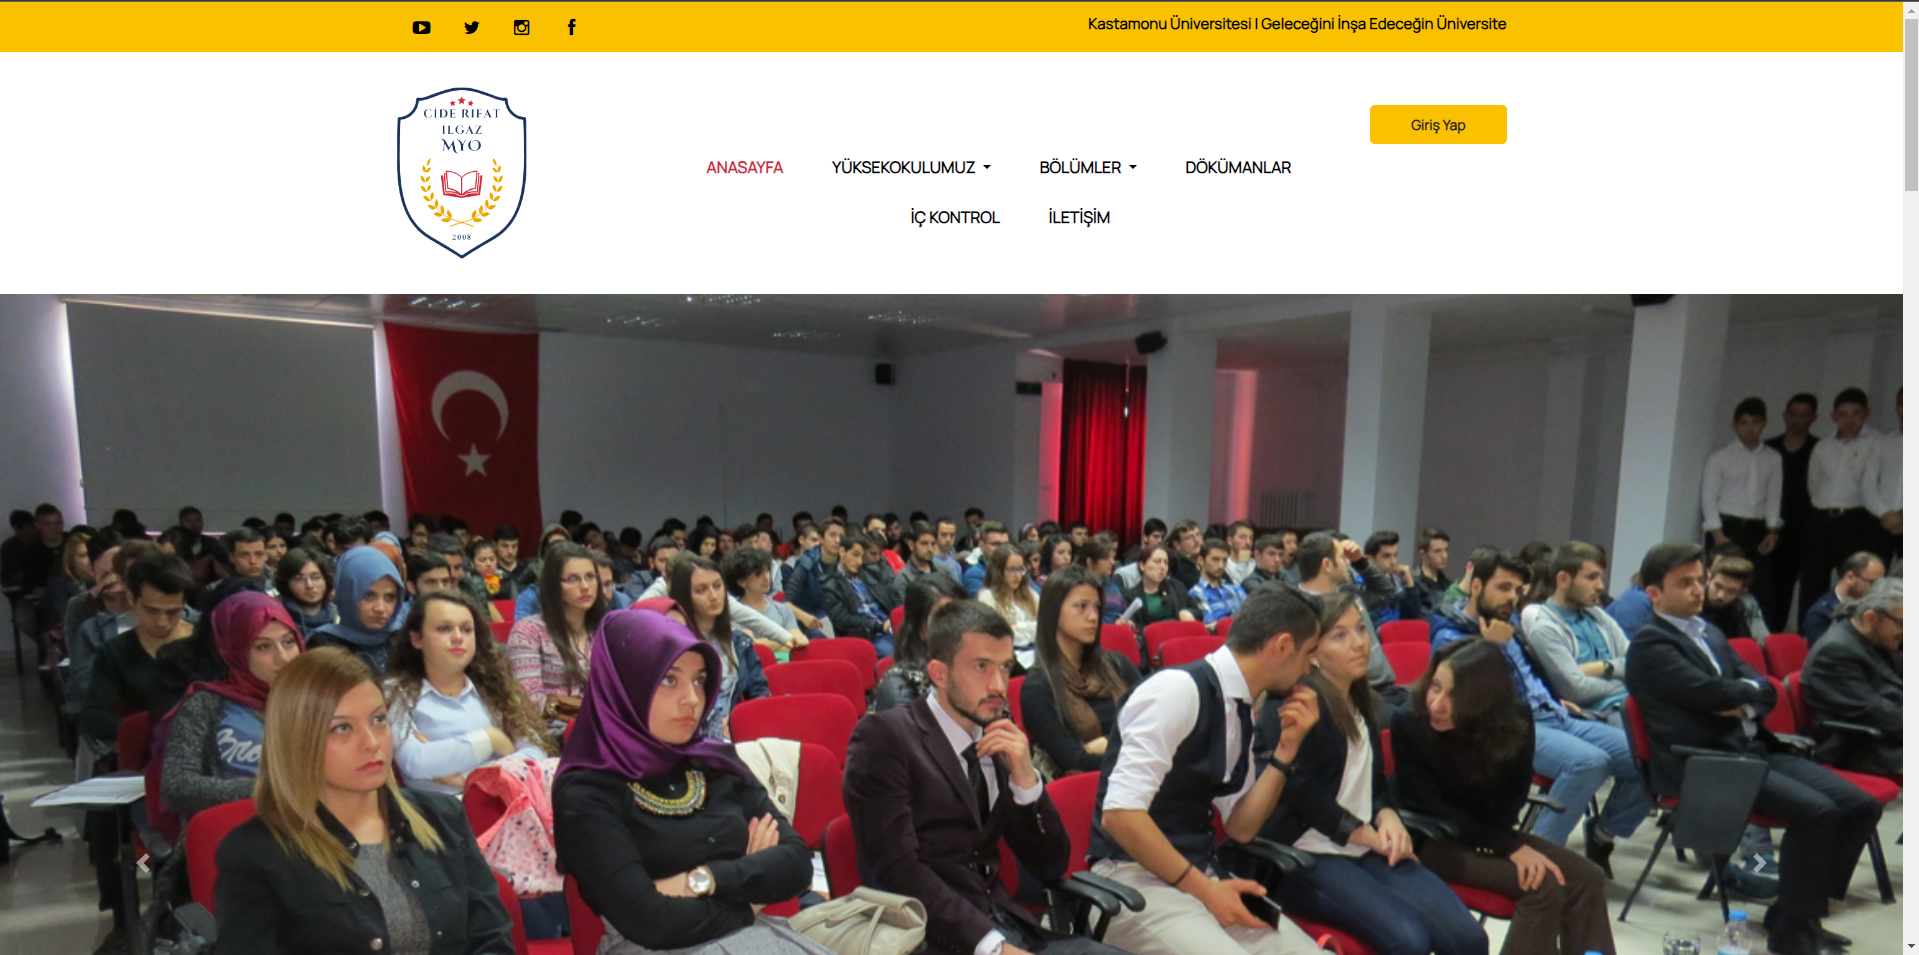 Kastamonu Üniversitesi | Geleceğini İnşa Edeceğin Üniversite
CİDE RIFAT
ILGAZ
MYO
2008
Giriş Yap
ANASAYFA YÜKSEKOKULUMUZ BÖLÜMLER DÖKÜMANLAR
İÇ KONTROL İLETİŞİM